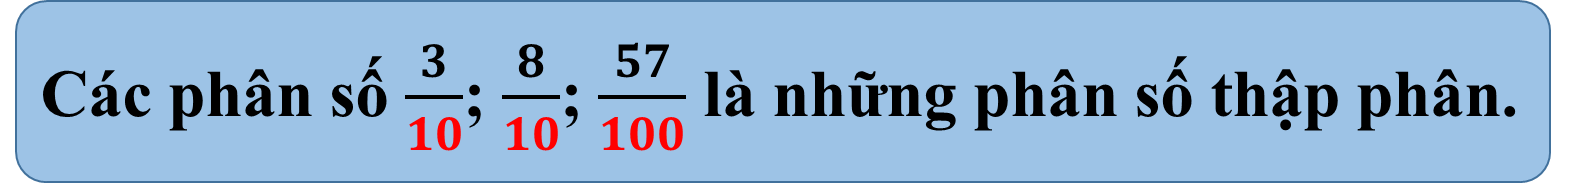 Các phân số 3/10; 8/10; 57/100 là những phân số thập phân.